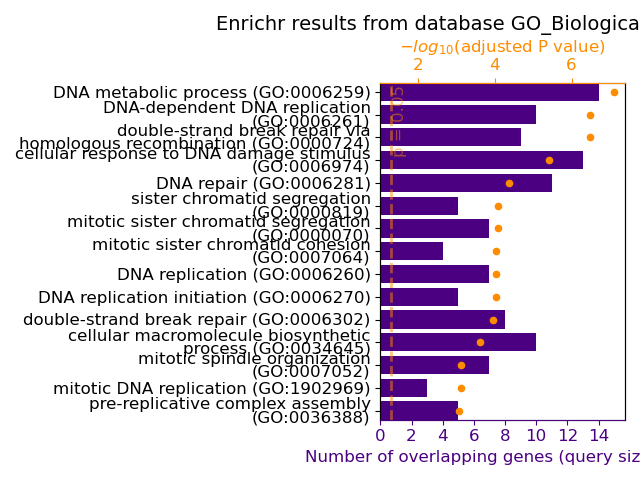 Enrichr results from database GO_Biologica
−log10(adjusted P value)
2 4 6
DNA metabolic process (GO:0006259)
DNA-dependent DNA replication
(GO:0006261)
double-strand break repair via
homologous recombination (GO:0000724)
cellular response to DNA damage stimulus
(GO:0006974)
DNA repair (GO:0006281)
sister chromatid segregation
(GO:0000819)
mitotic sister chromatid segregation
(GO:0000070)
mitotic sister chromatid cohesion
(GO:0007064)
DNA replication (GO:0006260)
DNA replication initiation (GO:0006270)
double-strand break repair (GO:0006302)
cellular macromolecule biosynthetic
process (GO:0034645)
mitotic spindle organization
(GO:0007052)
mitotic DNA replication (GO:1902969)
pre-replicative complex assembly
(GO:0036388)
p = 0.05
0 2 4 6 8 10 12 14
Number of overlapping genes (query siz